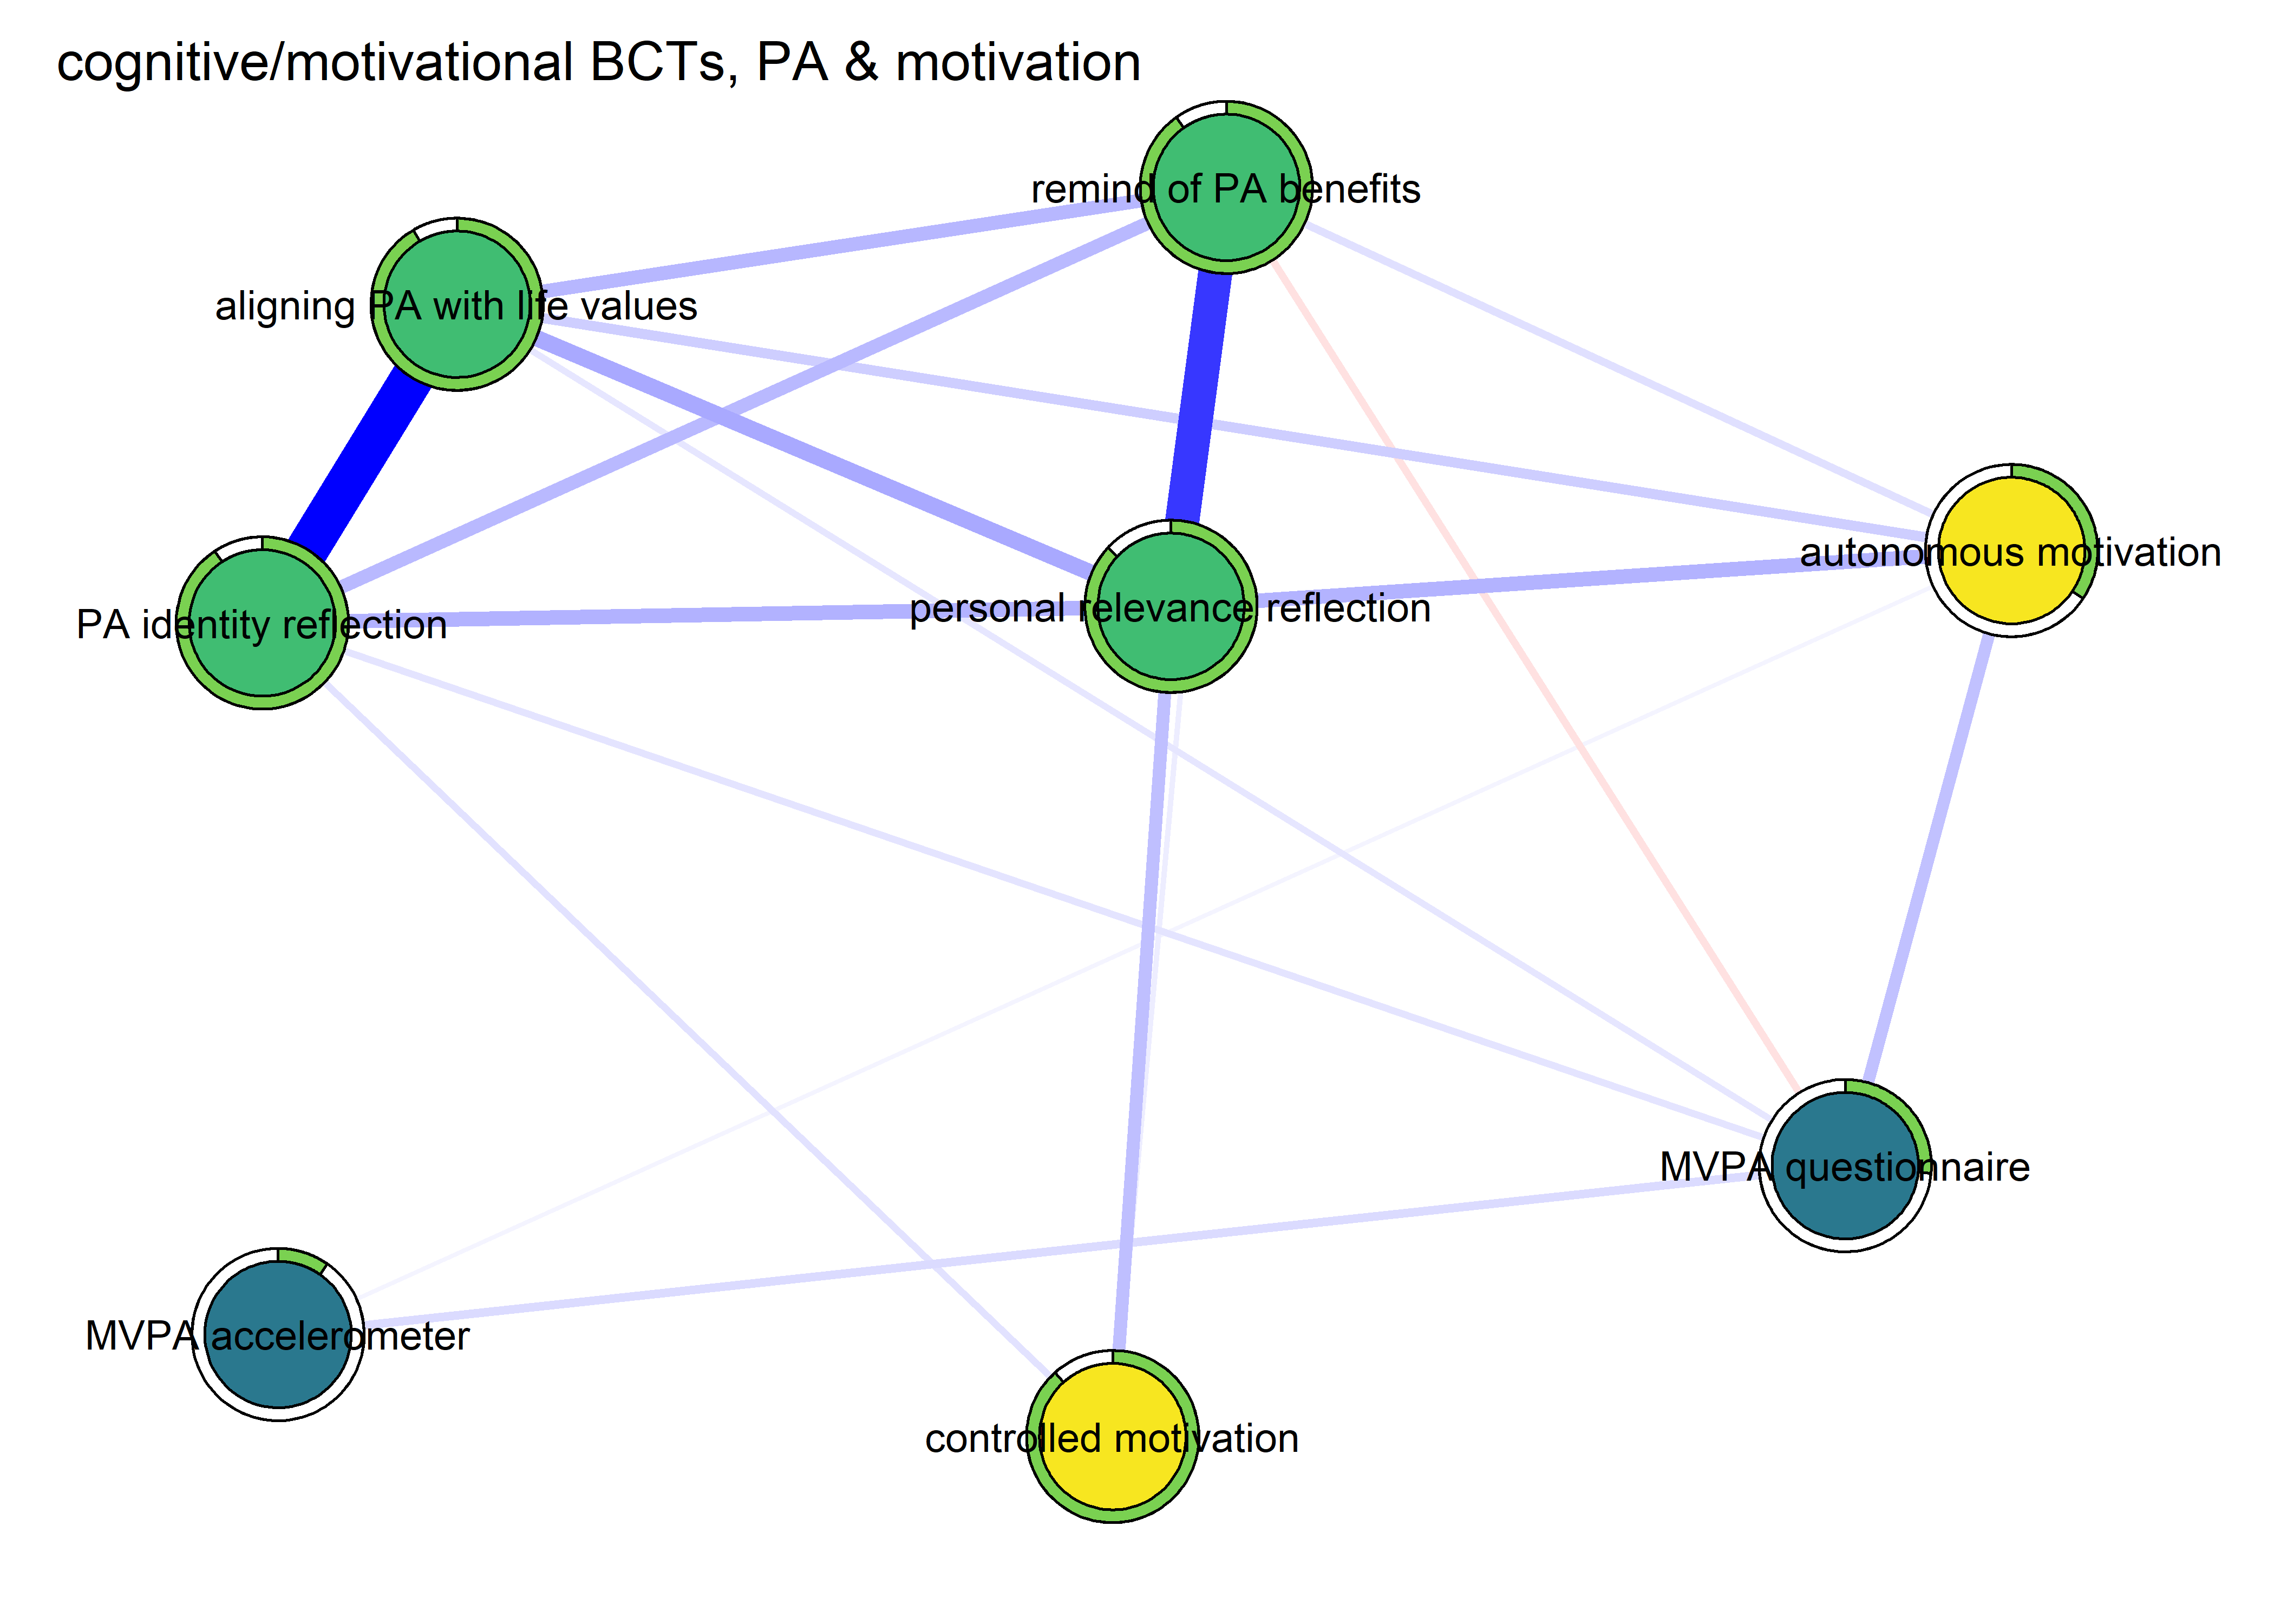 cognitive/motivational BCTs, PA & motivation
remind of PA benefits
aligning PA with life values
autonomous motivation
personal relevance reflection
PA identity reflection
MVPA questionnaire
MVPA accelerometer
controlled motivation